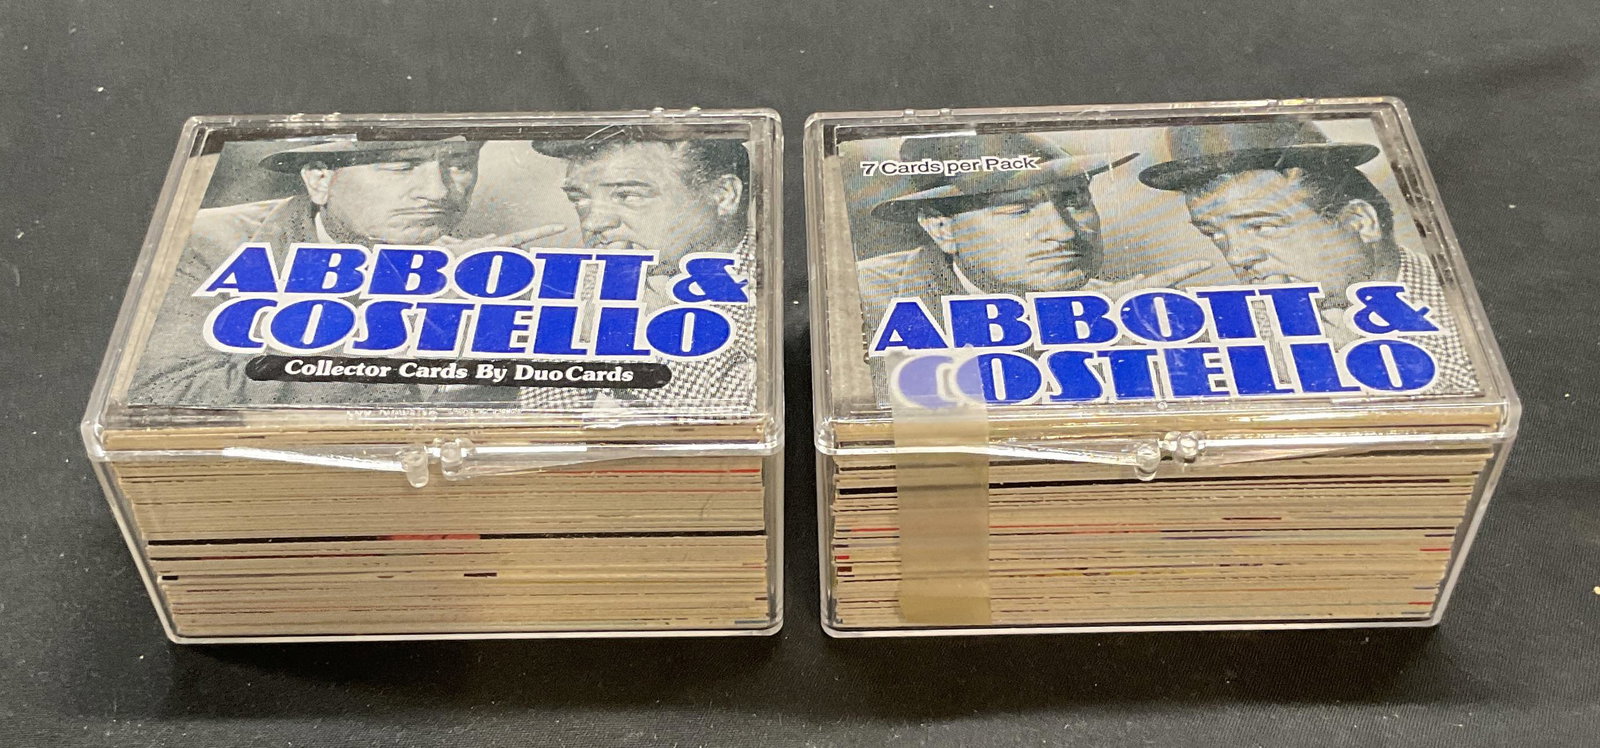 ABBOTT &
COSTELLO
Collector Cards By DuoCards
7 Cards per Pack
ABBOTT &
COSTELLO